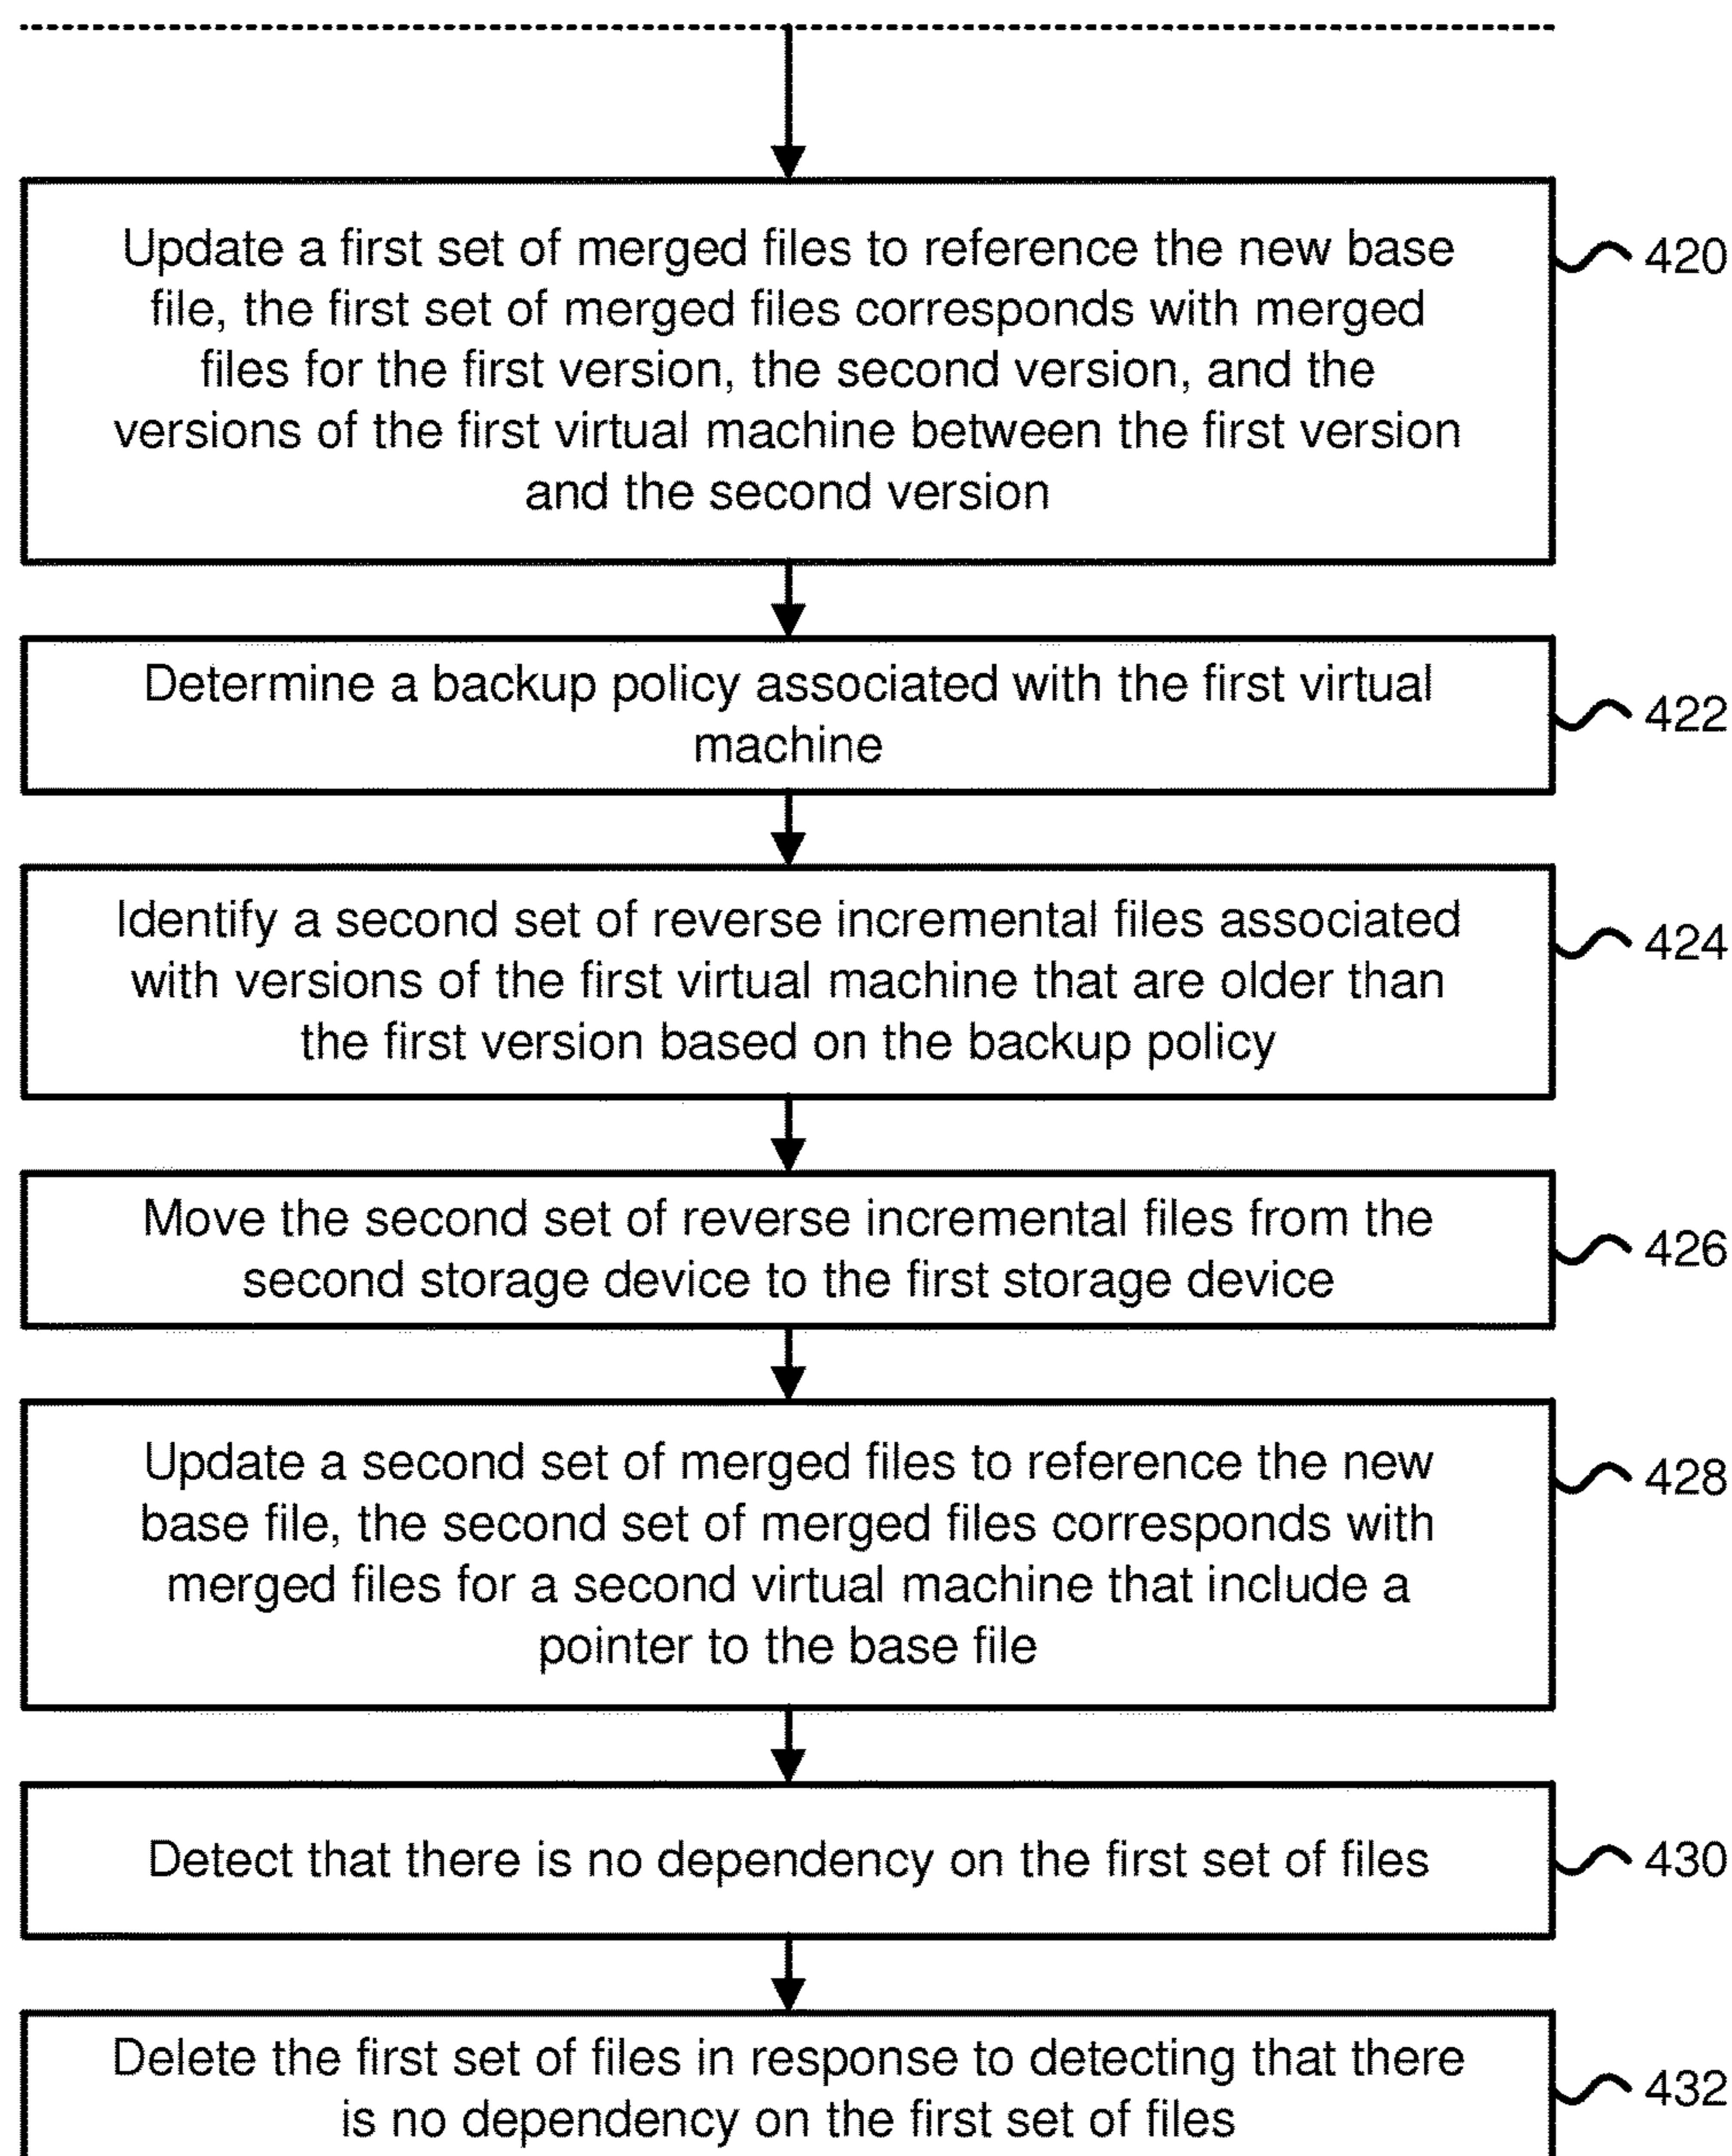 Update a first set of merged files to reference the new base
file, the first set of merged files corresponds with merged
files for the first version, the second version, and the
versions of the first virtual machine between the first version
and the second version
420
Determine a backup policy associated with the first virtual
machine
422
Identify a second set of reverse incremental files associated
with versions of the first virtual machine that are older than
the first version based on the backup policy
424
Move the second set of reverse incremental files from the
second storage device to the first storage device
426
Update a second set of merged files to reference the new
base file, the second set of merged files corresponds with
merged files for a second virtual machine that include a
pointer to the base file
428
Detect that there is no dependency on the first set of files
430
Delete the first set of files in response to detecting that there
is no dependency on the first set of files
432